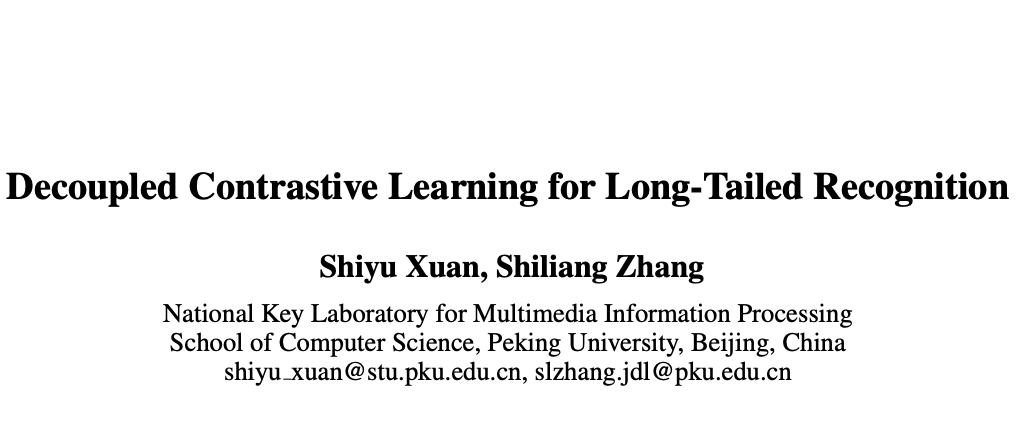 Decoupled Contrastive Learning for Long-Tailed Recognition
Shiyu Xuan, Shiliang Zhang
National Key Laboratory for Multimedia Information Processing
School of Computer Science, Peking University, Beijing, China
shiyu_xuan@stu.pku.edu.cn, slzhang.jdl@pku.edu.cn